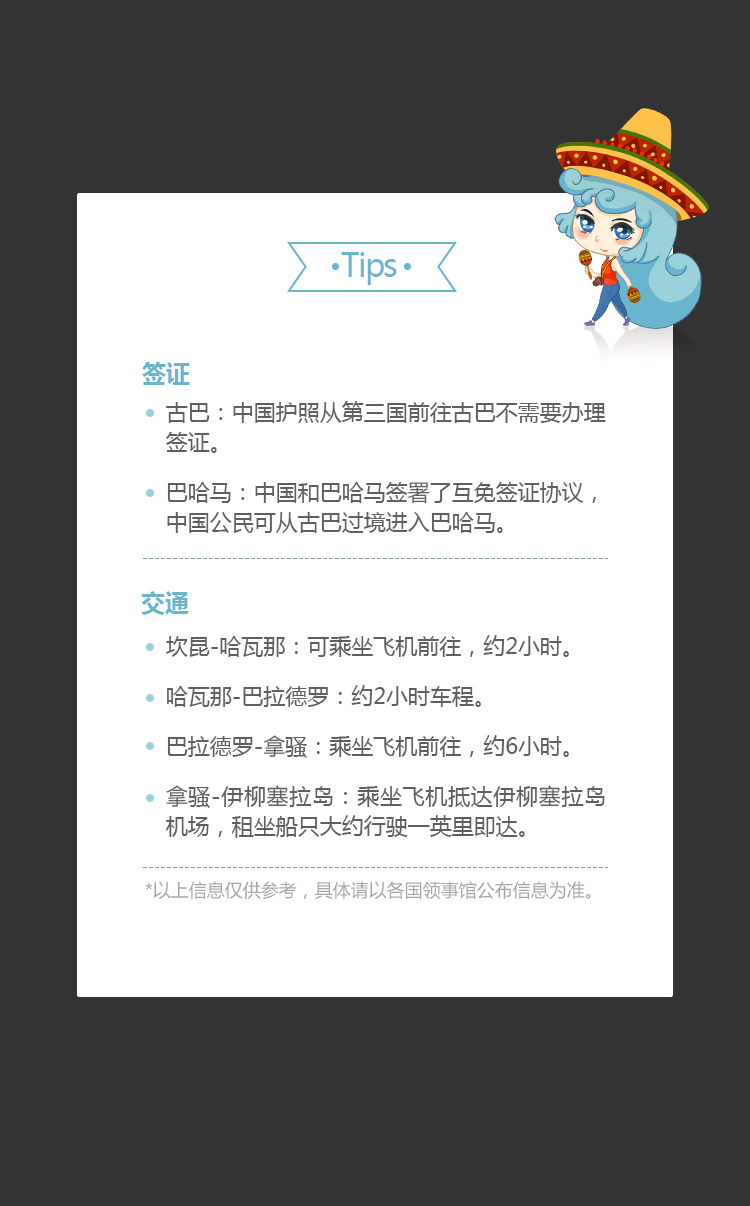 •Tips•
签证
• 古巴：中国护照从第三国前往古巴不需要办理
签证。
• 巴哈马：中国和巴哈马签署了互免签证协议，
中国公民可从古巴过境进入巴哈马。
交通
• 坎昆-哈瓦那：可乘坐飞机前往，约2小时。
• 哈瓦那-巴拉德罗：约2小时车程。
• 巴拉德罗-拿骚：乘坐飞机前往，约6小时。
• 拿骚-伊柳塞拉岛：乘坐飞机抵达伊柳塞拉岛
机场，租坐船只大约行驶一英里即达。
*以上信息仅供参考，具体请以各国领事馆公布信息为准。